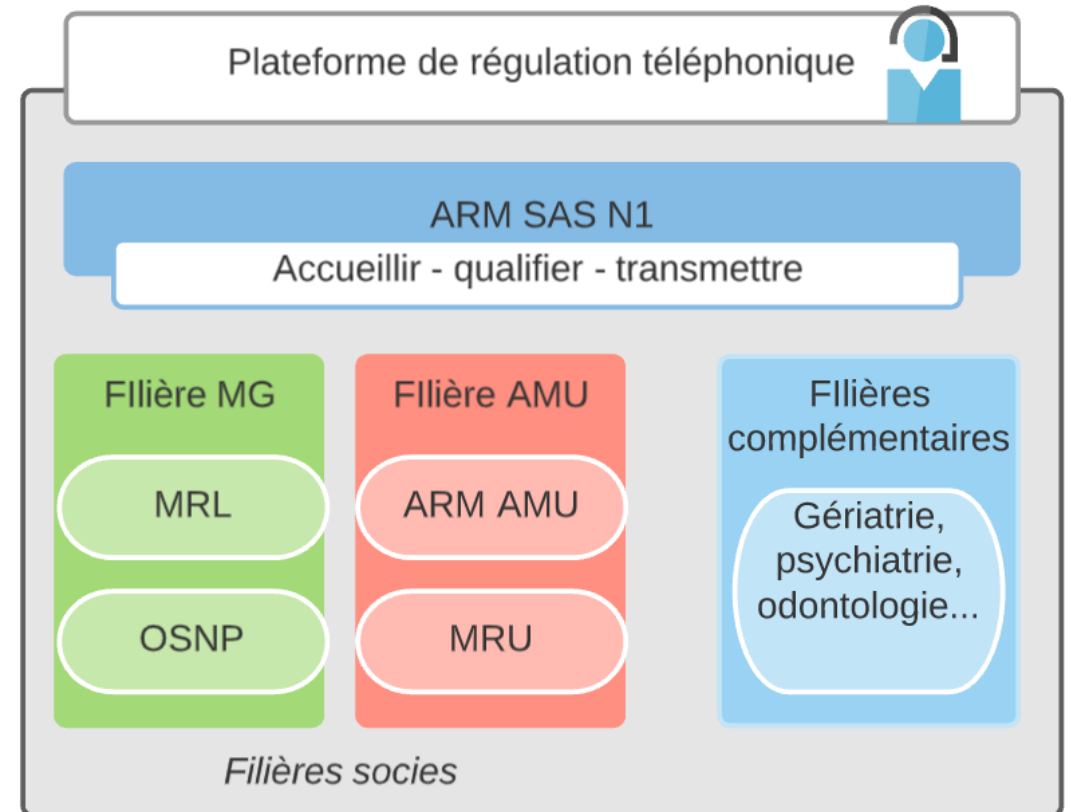 Plateforme de régulation téléphonique
ARM SAS N1
Accueillir - qualifier - transmettre
FIlière MG
MRL
OSNP
FIlière AMU
ARM AMU
MRU
FIlières
complémentaires
Gériatrie,
psychiatrie,
odontologie...
Filières socies